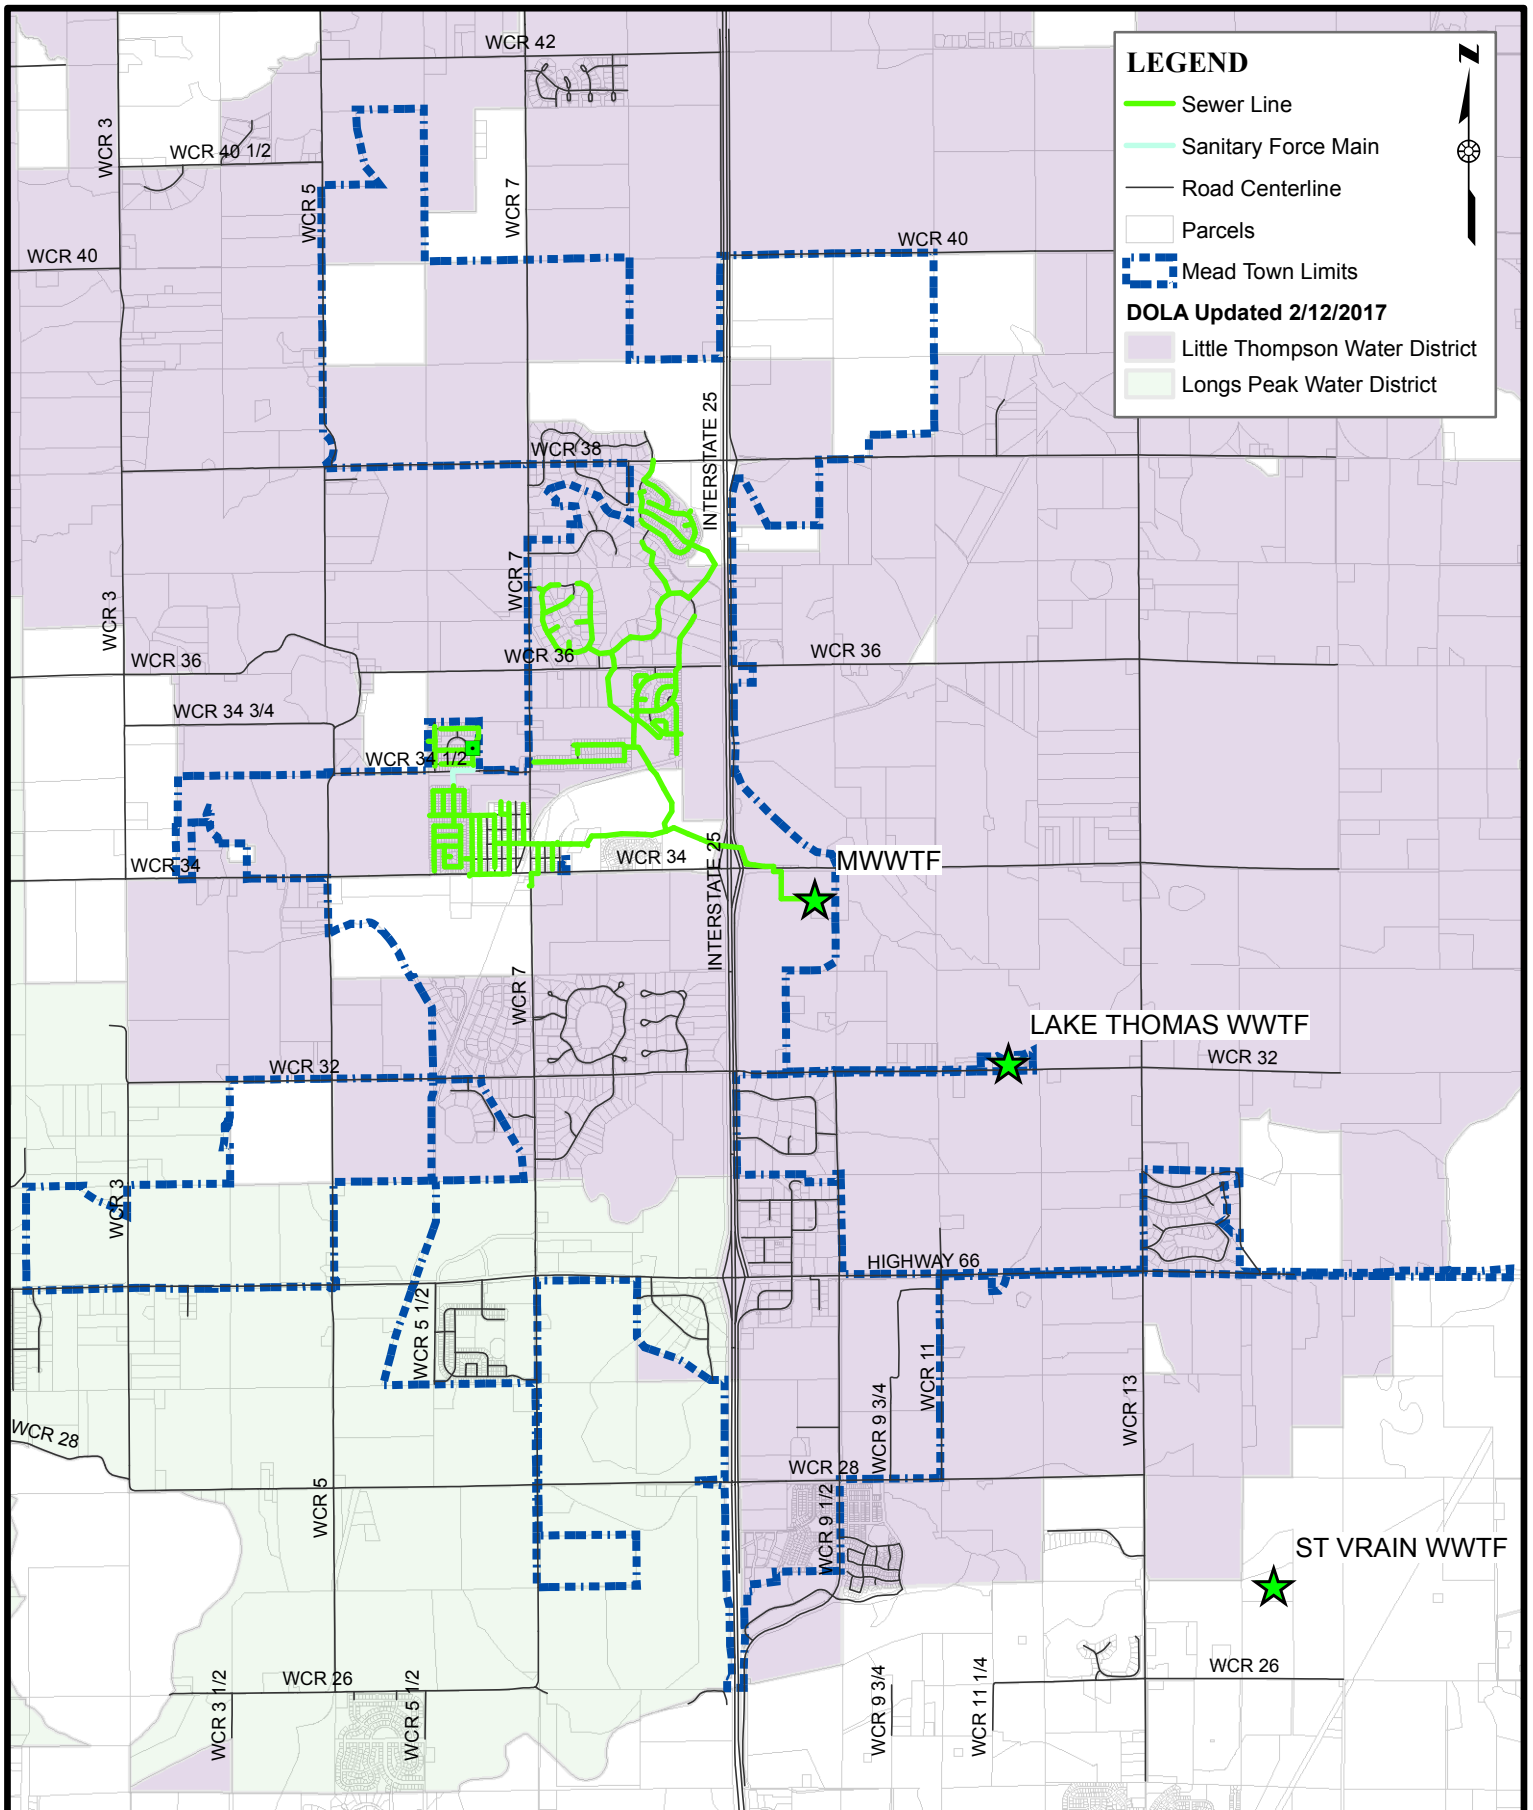 WCR 42
LEGEND
Z
Sewer Line
Sanitary Force Main
Road Centerline
Parcels
Mead Town Limits
DOLA Updated 2/12/2017
Little Thompson Water District
Longs Peak Water District
WCR 3
WCR 40 1/2
WCR 5
WCR 7
WCR 40
WCR 40
INTERSTATE 25
WCR 38
WCR 7
WCR 3
WCR 36
WCR 36
WCR 36
WCR 34 3/4
WCR 34 1/2
WCR 34
WCR 34
INTERSTATE 25
MWWTF
WCR 7
LAKE THOMAS WWTF
WCR 32
WCR 32
WCR 3
HIGHWAY 66
WCR 5 1/2
WCR 11
WCR 9 3/4
WCR 13
WCR 28
WCR 28
WCR 5
WCR 9 1/2
ST VRAIN WWTF
WCR 26
WCR 26
WCR 3 1/2
WCR 5 1/2
WCR 9 3/4
WCR 11 1/4